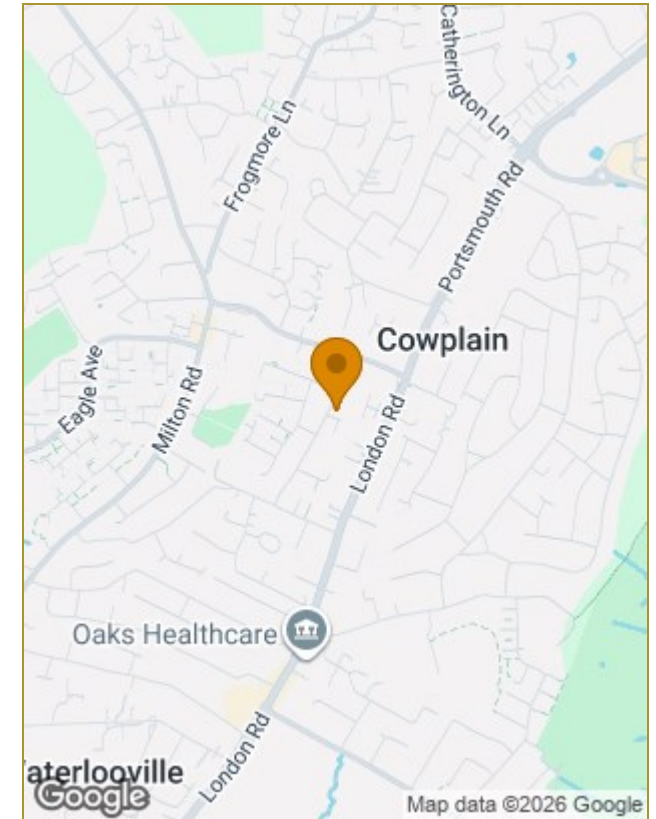 Catherington Ln
Frogmore Ln
Portsmouth Rd
Cowplain
Eagle Ave
Milton Rd
London Rd
Oaks Healthcare
aterlooville
London Rd
Google
Map data ©2026 Google